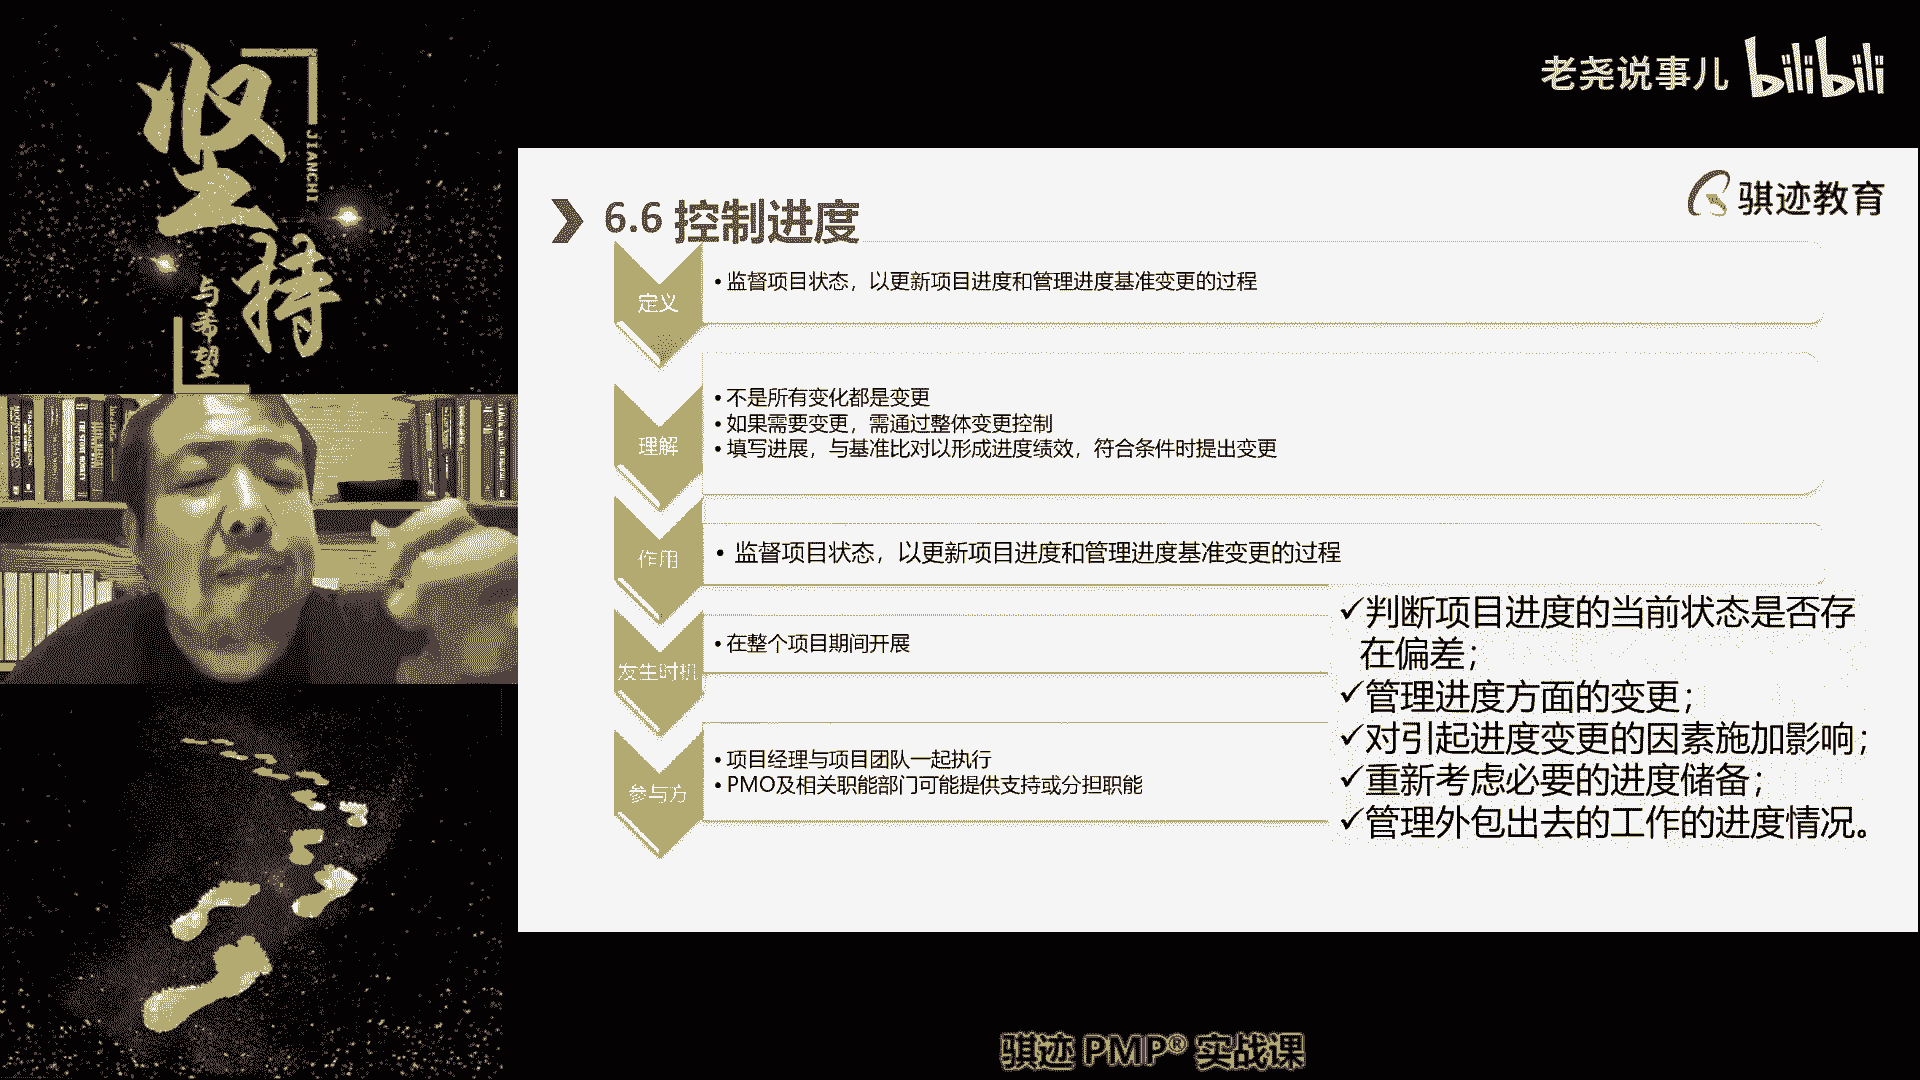 坚持
JIANCHI
与希望
老尧说事儿 bilibili
骐迹教育
6.6 控制进度
定义
• 监督项目状态，以更新项目进度和管理进度基准变更的过程
理解
• 不是所有变化都是变更
• 如果需要变更，需通过整体变更控制
• 填写进展，与基准比对以形成进度绩效，符合条件时提出变更
作用
• 监督项目状态，以更新项目进度和管理进度基准变更的过程
发生时机
• 在整个项目期间开展
参与方
• 项目经理与项目团队一起执行
• PMO及相关职能部门可能提供支持或分担职能
✓判断项目进度的当前状态是否存
在偏差；
✓管理进度方面的变更；
✓对引起进度变更的因素施加影响；
✓重新考虑必要的进度储备；
✓管理外包出去的工作的进度情况。
骐迹 PMP® 实战课